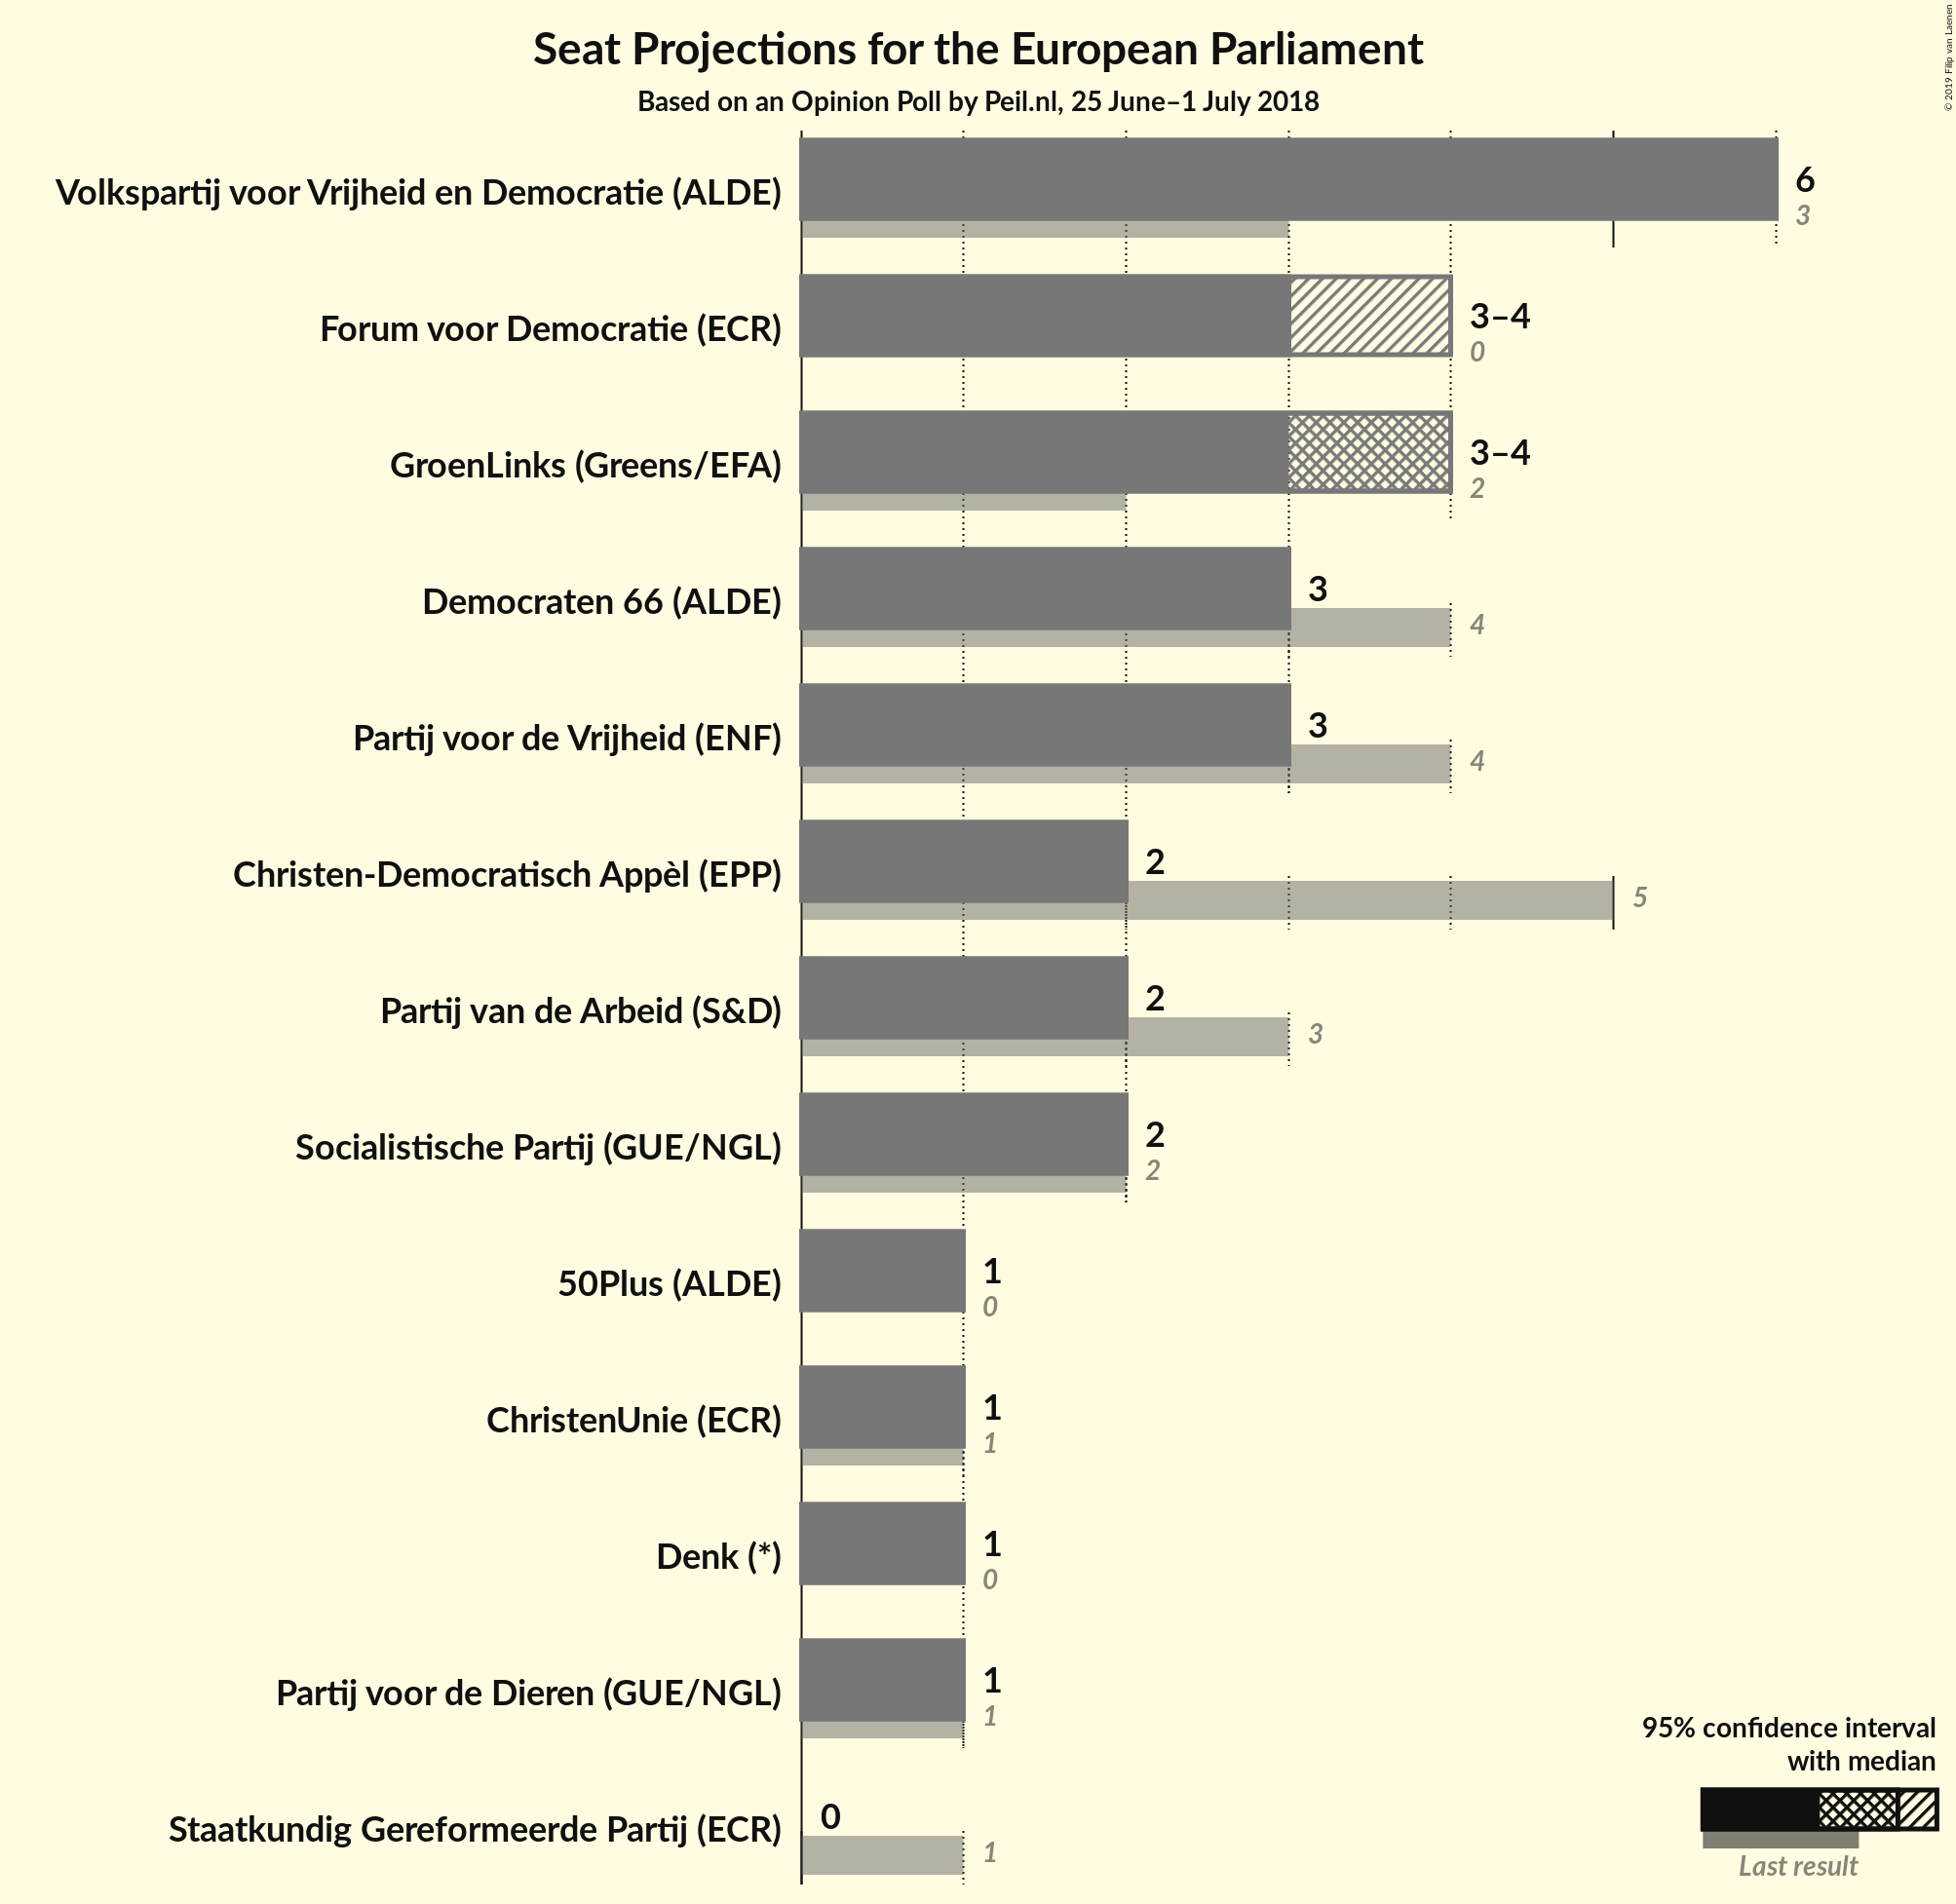 Seat Projections for the European Parliament
Based on an Opinion Poll by Peil.nl, 25 June–1 July 2018
© 2019 Filip van Laenen
Volkspartij voor Vrijheid en Democratie (ALDE)
6
3
Forum voor Democratie (ECR)
3–4
0
GroenLinks (Greens/EFA)
3–4
2
Democraten 66 (ALDE)
3
4
Partij voor de Vrijheid (ENF)
3
4
Christen-Democratisch Appèl (EPP)
2
5
Partij van de Arbeid (S&D)
2
3
Socialistische Partij (GUE/NGL)
2
2
50Plus (ALDE)
1
0
ChristenUnie (ECR)
1
1
Denk (*)
1
0
Partij voor de Dieren (GUE/NGL)
1
1
Staatkundig Gereformeerde Partij (ECR)
0
1
95% confidence interval
with median
Last result